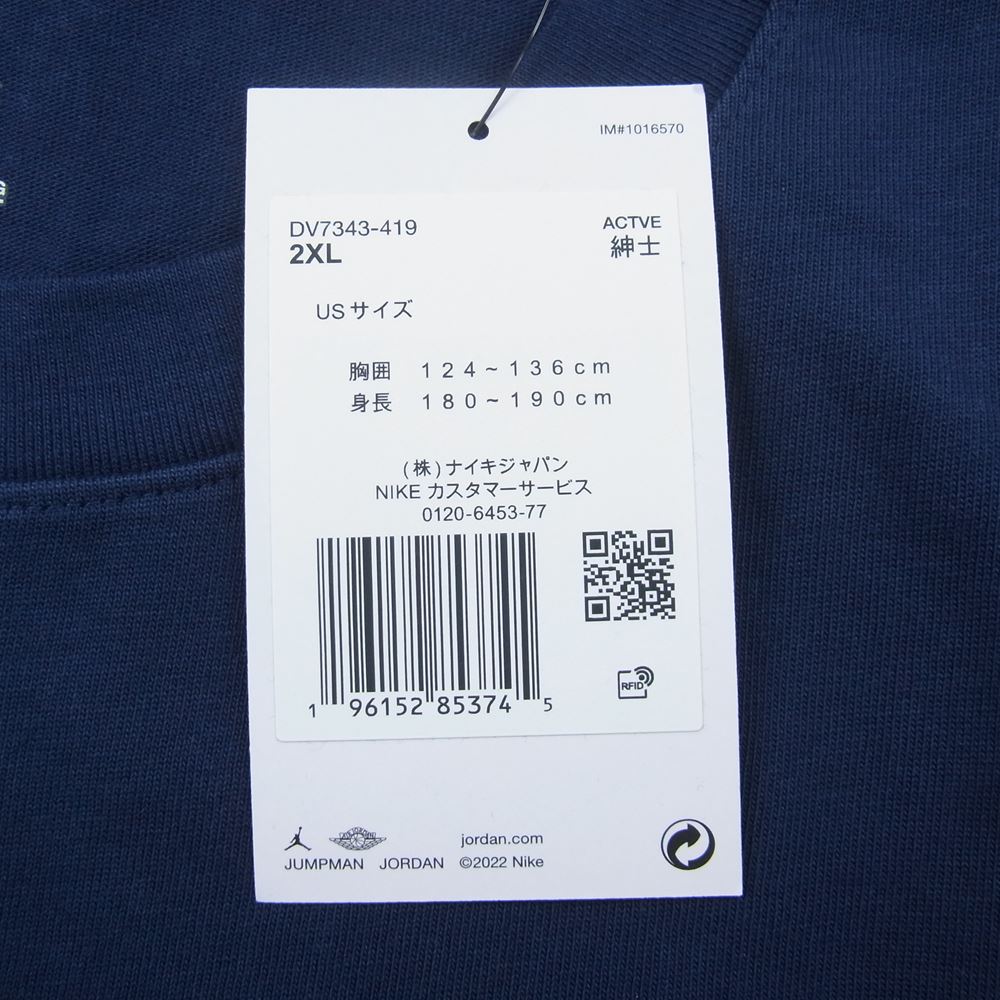 IM#1016570
DV7343-419
2XL
ACTVE
紳士
USサイズ
胸囲 124~136cm
身長 180~190cm
(株)ナイキジャパン
NIKE カスタマーサービス
0120-6453-77
1 96152 85374 5
RFID
jordan.com
JUMPMAN JORDAN ©2022 Nike